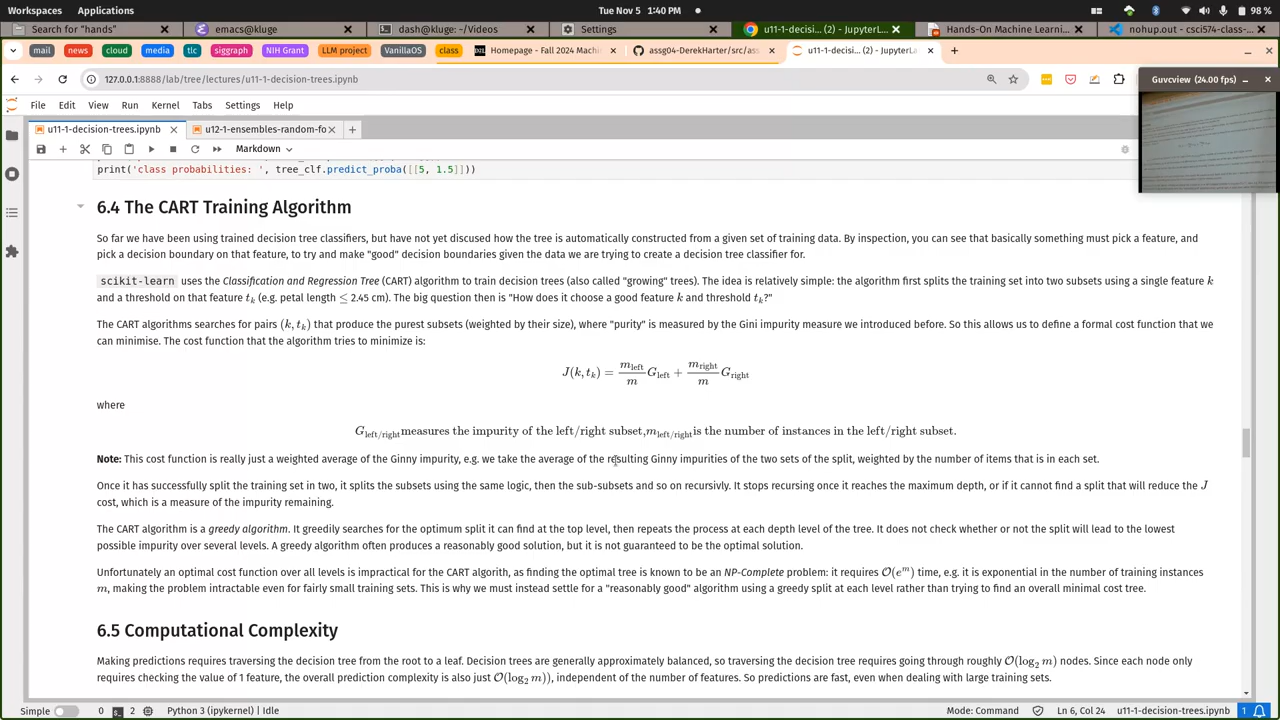 Workspaces Applications Tue Nov 5 1:40 PM 98 %
Search for "hands" emacs@kluge dash@kluge: ~/Videos Settings u11-1-decisi... (2) - JupyterL... Hands-On Machine Learnin... nohup.out - csci574-class-...
mail news cloud media tlc siggraph NIH Grant LLM project VanillaOS class Homepage - Fall 2024 Machin assg04-DerekHarter/src/ass u11-1-decisi... (2) - JupyterL
127.0.0.1:8888/lab/tree/lectures/u11-1-decision-trees.ipynb
Guvcview (24.00 fps)
File Edit View Run Kernel Tabs Settings Help
u11-1-decision-trees.ipynb u12-1-ensembles-random-fo
Markdown
print('class probabilities: ', tree_clf.predict_proba([[5, 1.5]]))
6.4 The CART Training Algorithm
So far we have been using trained decision tree classifiers, but have not yet discused how the tree is automatically constructed from a given set of training data. By inspection, you can see that basically something must pick a feature, and
pick a decision boundary on that feature, to try and make "good" decision boundaries given the data we are trying to create a decision tree classifier for.
scikit-learn uses the Classification and Regression Tree (CART) algorithm to train decision trees (also called "growing" trees). The idea is relatively simple: the algorithm first splits the training set into two subsets using a single feature k
and a threshold on that feature t_k (e.g. petal length ≤ 2.45 cm). The big question then is "How does it choose a good feature k and threshold t_k?"
The CART algorithms searches for pairs (k, t_k) that produce the purest subsets (weighted by their size), where "purity" is measured by the Gini impurity measure we introduced before. So this allows us to define a formal cost function that we
can minimise. The cost function that the algorithm tries to minimize is:
J(k, t_k) = m_left/m G_left + m_right/m G_right
where
G_left/right measures the impurity of the left/right subset, m_left/right is the number of instances in the left/right subset.
Note: This cost function is really just a weighted average of the Ginny impurity, e.g. we take the average of the resulting Ginny impurities of the two sets of the split, weighted by the number of items that is in each set.
Once it has successfully split the training set in two, it splits the subsets using the same logic, then the sub-subsets and so on recursivly. It stops recursing once it reaches the maximum depth, or if it cannot find a split that will reduce the J
cost, which is a measure of the impurity remaining.
The CART algorithm is a greedy algorithm. It greedily searches for the optimum split it can find at the top level, then repeats the process at each depth level of the tree. It does not check whether or not the split will lead to the lowest
possible impurity over several levels. A greedy algorithm often produces a reasonably good solution, but it is not guaranteed to be the optimal solution.
Unfortunately an optimal cost function over all levels is impractical for the CART algorith, as finding the optimal tree is known to be an NP-Complete problem: it requires O(e^m) time, e.g. it is exponential in the number of training instances
m, making the problem intractable even for fairly small training sets. This is why we must instead settle for a "reasonably good" algorithm using a greedy split at each level rather than trying to find an overall minimal cost tree.
6.5 Computational Complexity
Making predictions requires traversing the decision tree from the root to a leaf. Decision trees are generally approximately balanced, so traversing the decision tree requires going through roughly O(log₂ m) nodes. Since each node only
requires checking the value of 1 feature, the overall prediction complexity is also just O(log₂ m)), independent of the number of features. So predictions are fast, even when dealing with large training sets.
Simple 0 2 Python 3 (ipykernel) | Idle Mode: Command Ln 6, Col 24 u11-1-decision-trees.ipynb 1